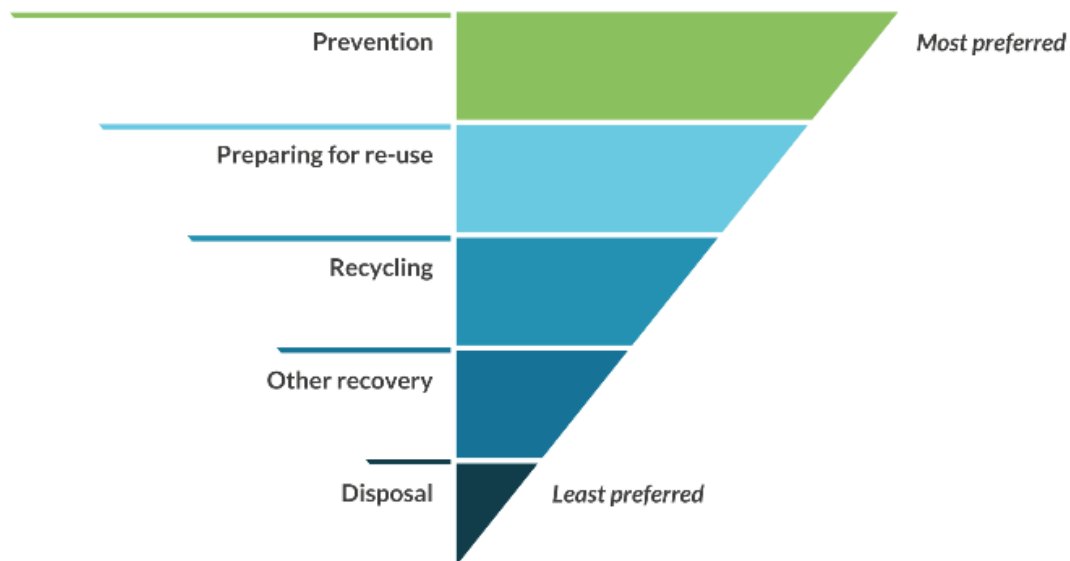 Prevention
Most preferred
Preparing for re-use
Recycling
Other recovery
Disposal
Least preferred